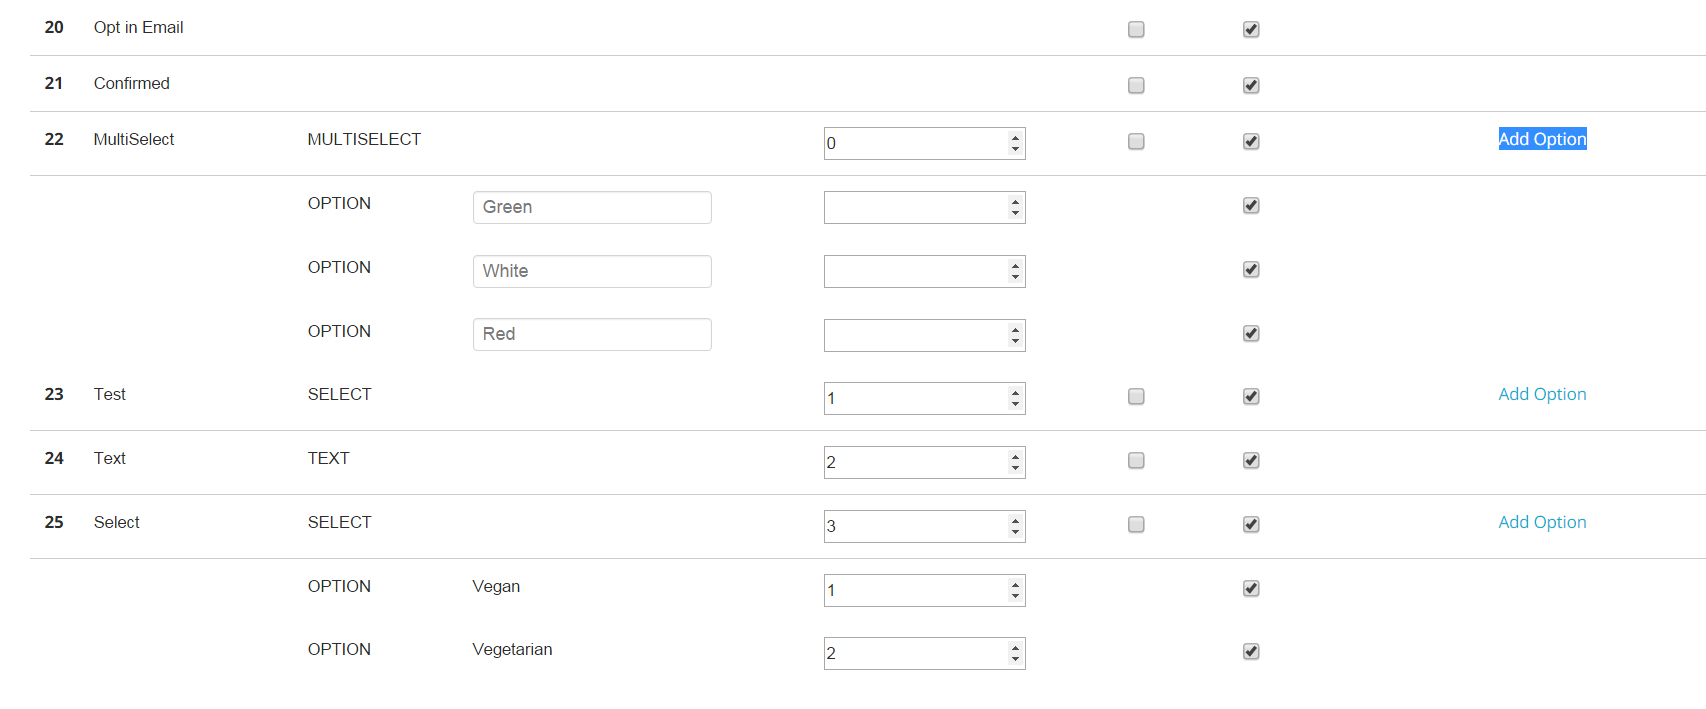 20 Opt in Email
21 Confirmed
22 MultiSelect MULTISELECT 0 Add Option
OPTION Green
OPTION White
OPTION Red
23 Test SELECT 1 Add Option
24 Text TEXT 2
25 Select SELECT 3 Add Option
OPTION Vegan 1
OPTION Vegetarian 2